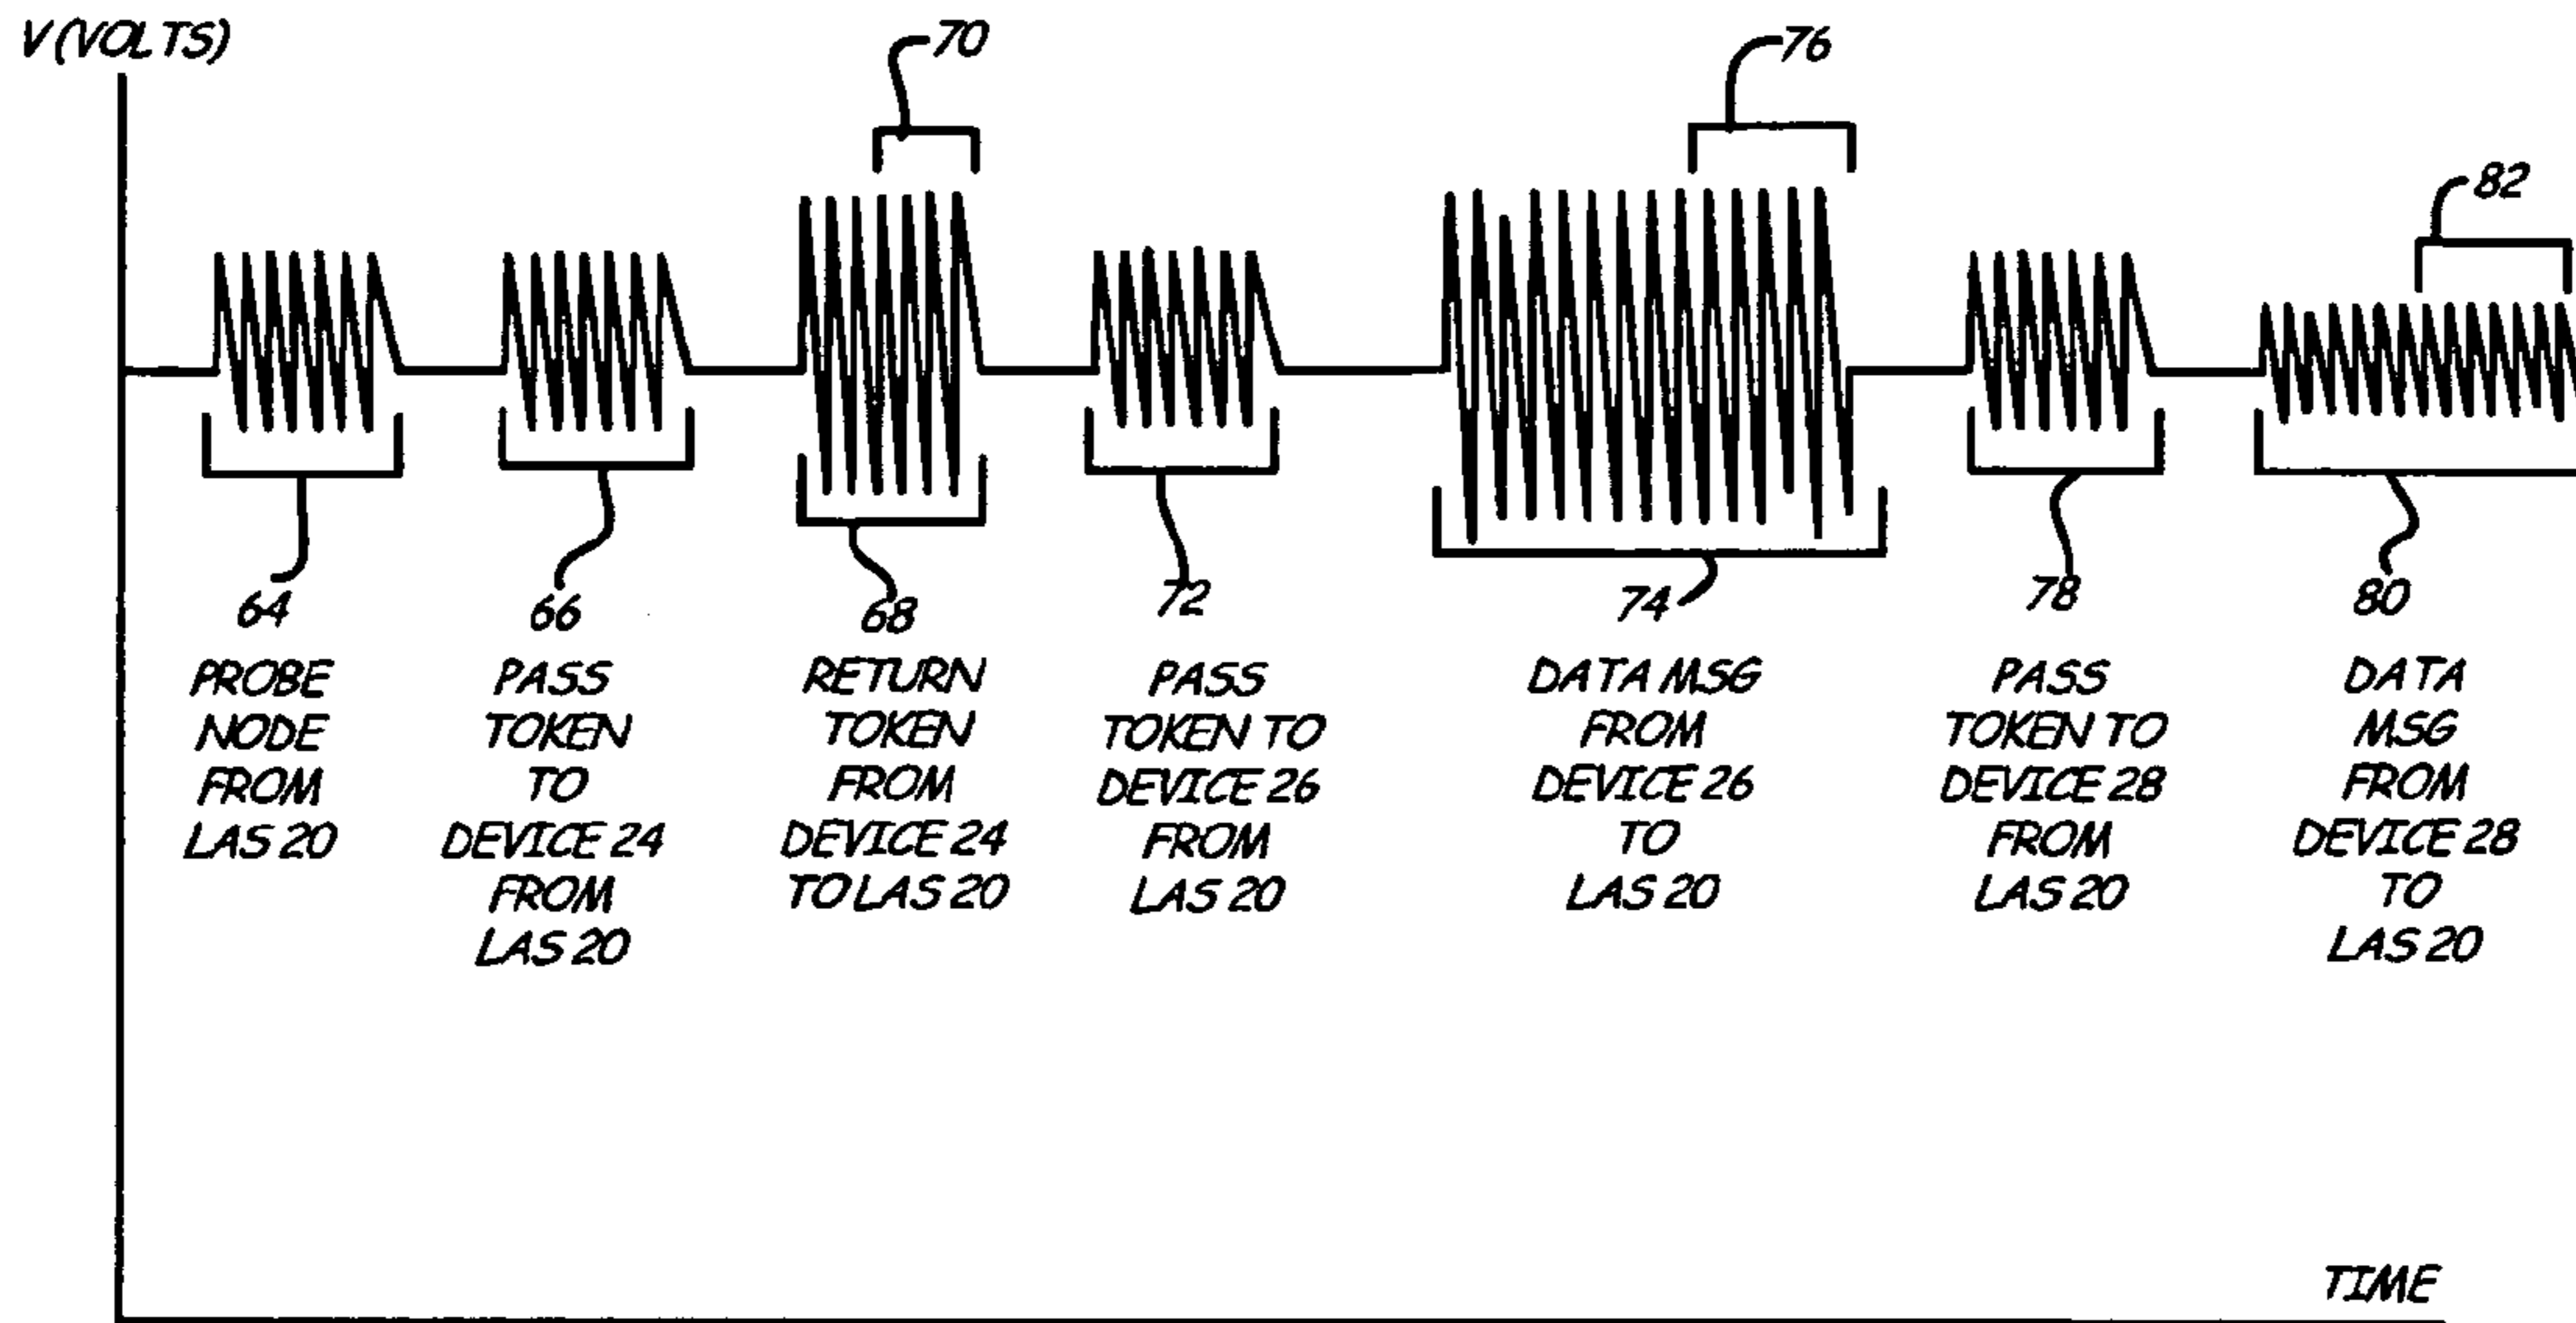 V (VOLTS)
70
76
82
64
66
68
72
74
78
80
PROBE
NODE
FROM
LAS 20
PASS
TOKEN
TO
DEVICE 24
FROM
LAS 20
RETURN
TOKEN
FROM
DEVICE 24
TO LAS 20
PASS
TOKEN TO
DEVICE 26
FROM
LAS 20
DATA MSG
FROM
DEVICE 26
TO
LAS 20
PASS
TOKEN TO
DEVICE 28
FROM
LAS 20
DATA
MSG
FROM
DEVICE 28
TO
LAS 20
TIME